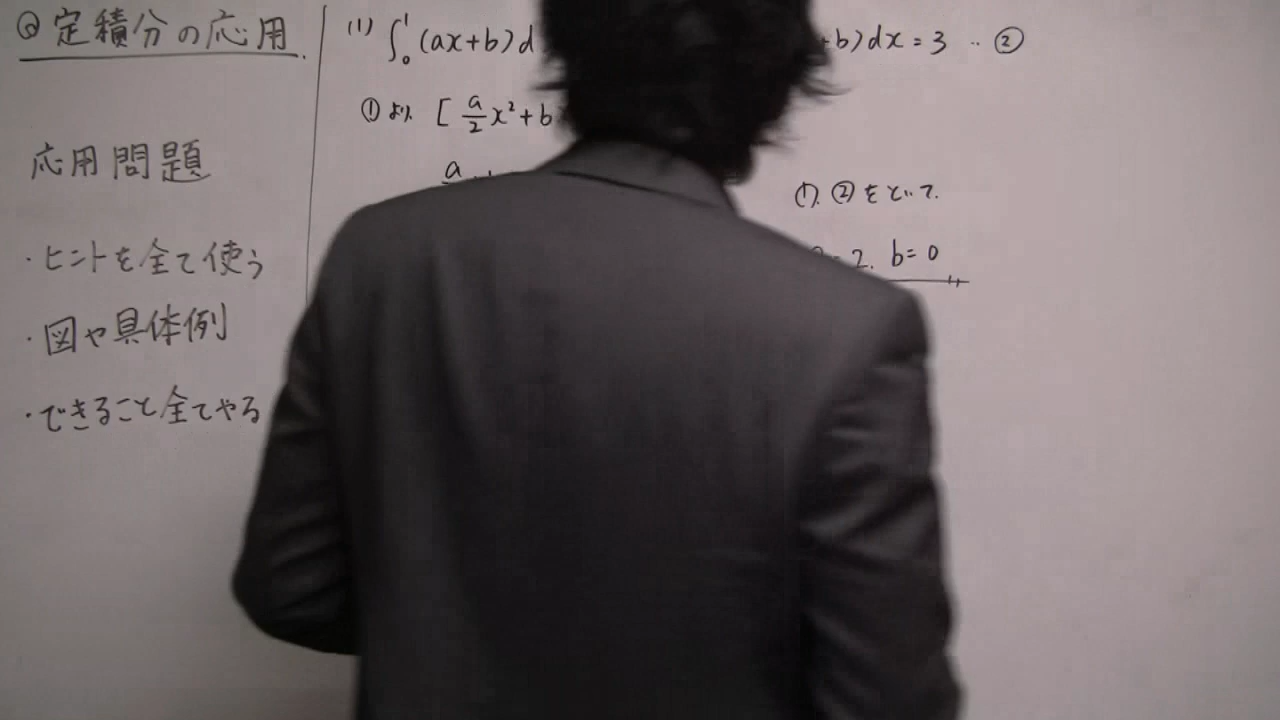 ◎定積分の応用
応用問題
・ヒントを全て使う
・図や具体例
・できること全てやる
(1) ∫₀¹(ax+b)d
+b)dx=3 … ②
①より [ a/2 x²+b
a
①, ②をといて.
2, b=0